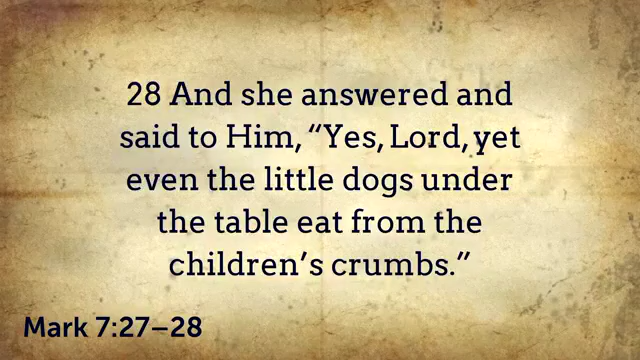 28 And she answered and
said to Him, “Yes, Lord, yet
even the little dogs under
the table eat from the
children’s crumbs.”
Mark 7:27–28